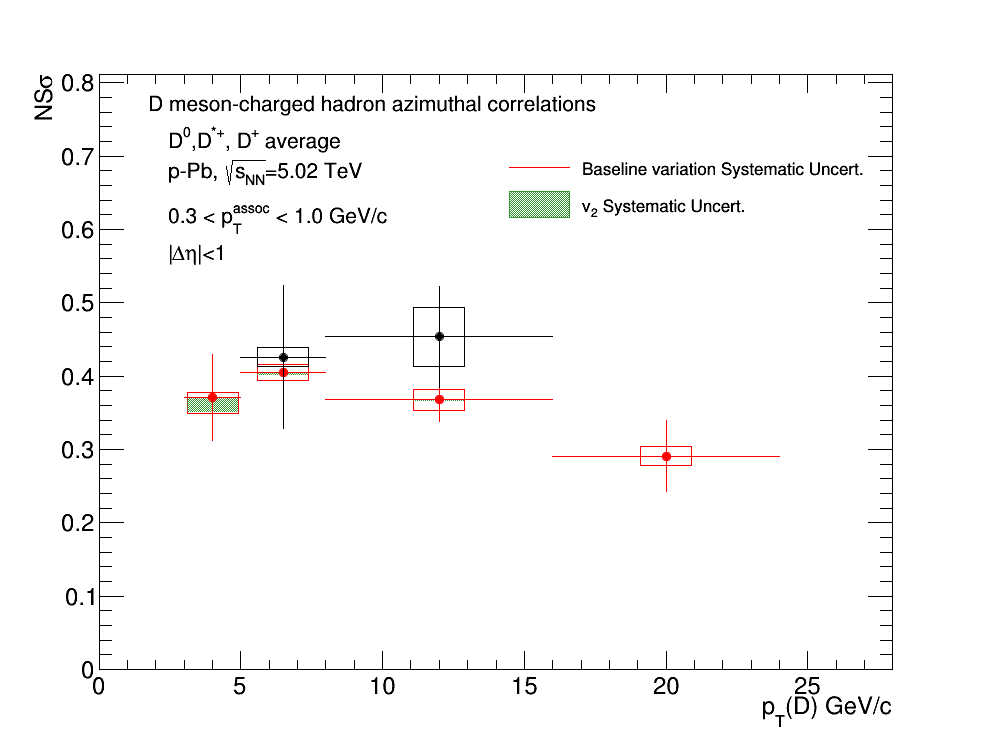 NSσ
0.8
0.7
0.6
0.5
0.4
0.3
0.2
0.1
0
D meson-charged hadron azimuthal correlations
D⁰,D*⁺, D⁺ average
p-Pb, √s_NN=5.02 TeV
0.3 < p_T^assoc < 1.0 GeV/c
|Δη|<1
Baseline variation Systematic Uncert.
v₂ Systematic Uncert.
0 5 10 15 20 25
p_T(D) GeV/c